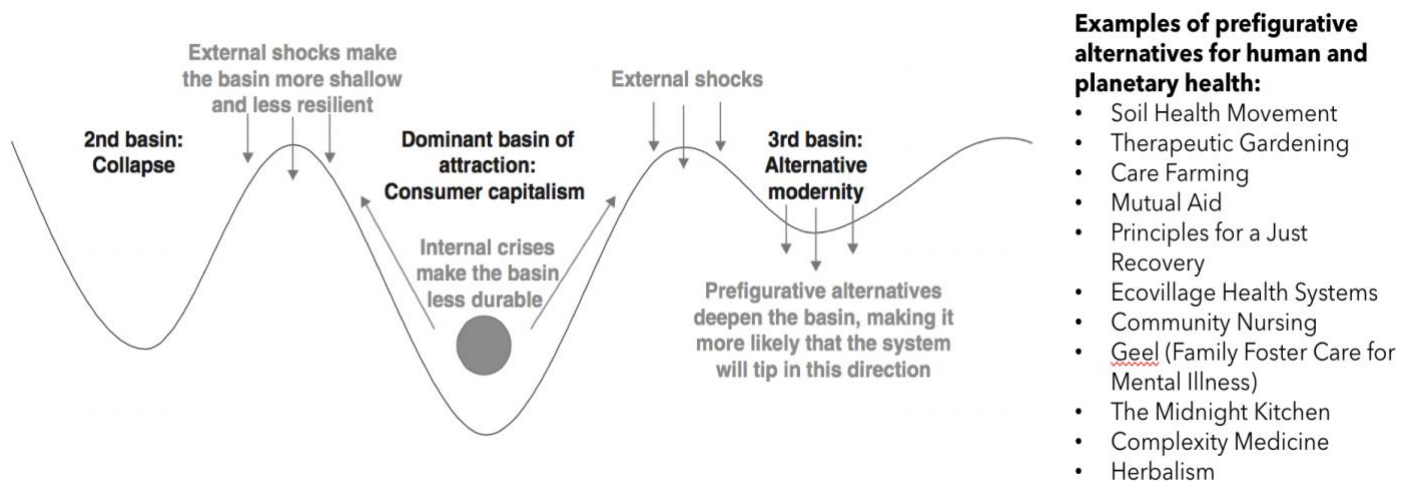 External shocks make
the basin more shallow
and less resilient
2nd basin:
Collapse
Dominant basin of
attraction:
Consumer capitalism
Internal crises
make the basin
less durable
External shocks
3rd basin:
Alternative
modernity
Prefigurative alternatives
deepen the basin, making it
more likely that the system
will tip in this direction
Examples of prefigurative
alternatives for human and
planetary health:
• Soil Health Movement
• Therapeutic Gardening
• Care Farming
• Mutual Aid
• Principles for a Just
Recovery
• Ecovillage Health Systems
• Community Nursing
• Geel (Family Foster Care for
Mental Illness)
• The Midnight Kitchen
• Complexity Medicine
• Herbalism